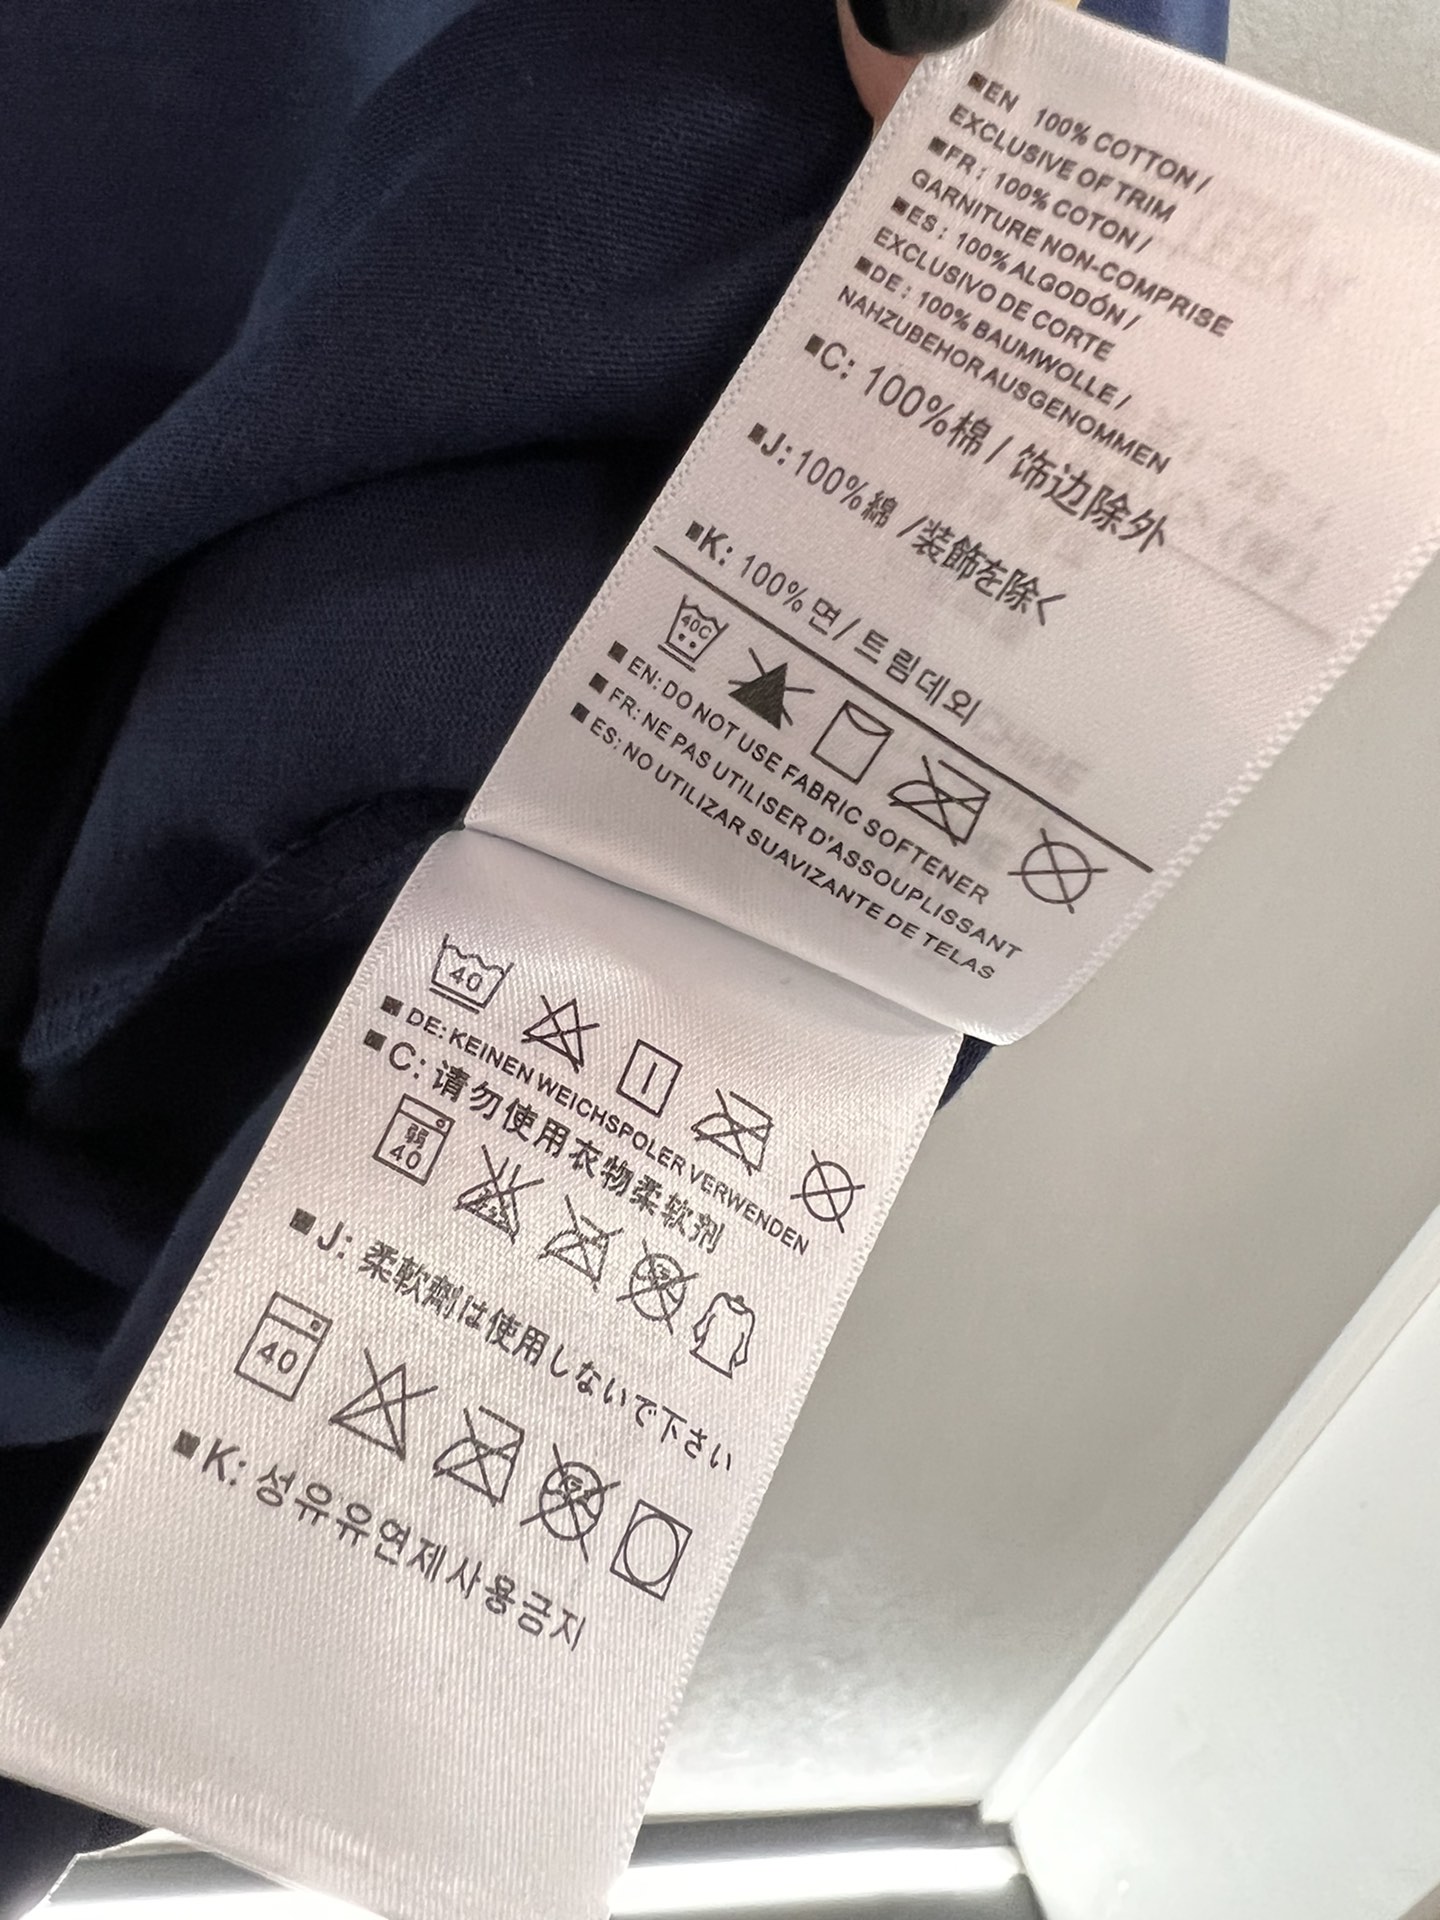 ■EN 100% COTTON /
EXCLUSIVE OF TRIM
■FR : 100% COTON /
GARNITURE NON-COMPRISE
■ES : 100% ALGODÓN /
EXCLUSIVO DE CORTE
■DE : 100% BAUMWOLLE /
NAHZUBEHOR AUSGENOMMEN
■C: 100%棉 / 饰边除外
■J: 100%綿 /装飾を除く
■K: 100% 면 / 트림데외
40C
■ EN: DO NOT USE FABRIC SOFTENER
■ FR: NE PAS UTILISER D'ASSOUPLISSANT
■ ES: NO UTILIZAR SUAVIZANTE DE TELAS
40
■ DE: KEINEN WEICHSPOLER VERWENDEN
■ C: 请勿使用衣物柔软剂
弱
40
■ J: 柔軟劑は使用しないで下さい
40
■ K: 성유유연제사용금지